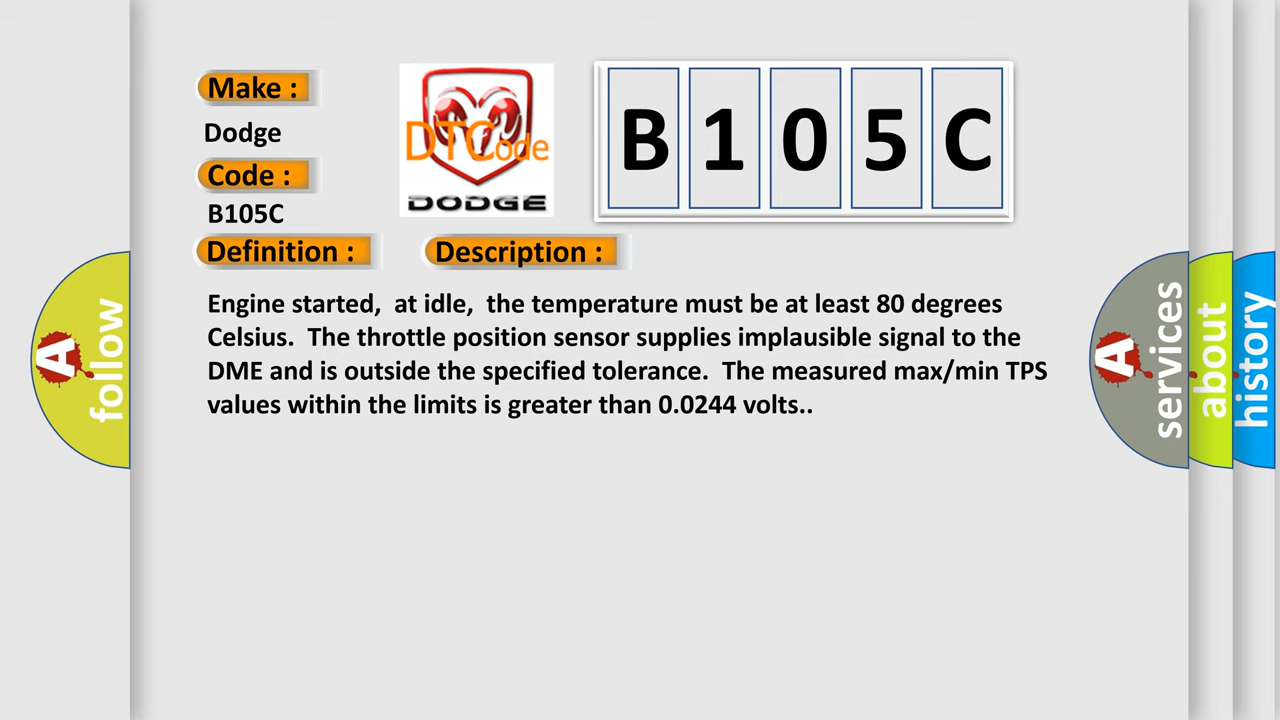 Make :
Dodge
Code :
B105C
Definition :
Description :
DTCode
DODGE
B 1 0 5 C
Engine started, at idle, the temperature must be at least 80 degrees
Celsius The throttle position sensor supplies implausible signal to the
DME and is outside the specified tolerance The measured max/min TPS
values within the limits is greater than 0.0244 volts..
A
follow
A
services
about
history